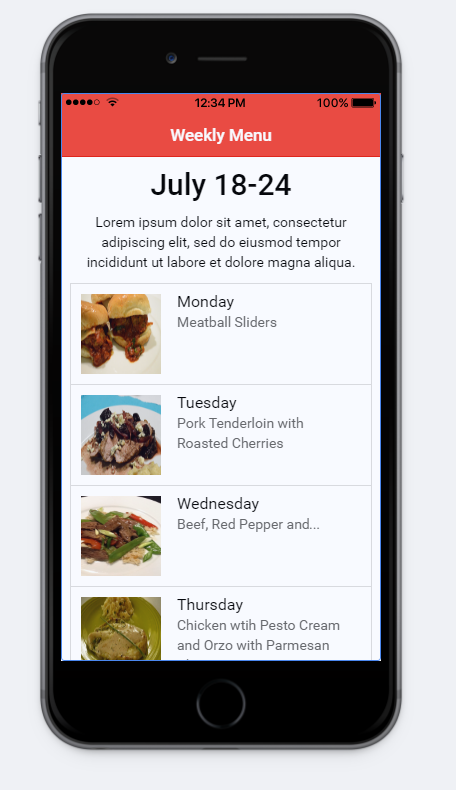 12:34 PM 100%
Weekly Menu
July 18-24
Lorem ipsum dolor sit amet, consectetur
adipiscing elit, sed do eiusmod tempor
incididunt ut labore et dolore magna aliqua.
Monday
Meatball Sliders
Tuesday
Pork Tenderloin with
Roasted Cherries
Wednesday
Beef, Red Pepper and...
Thursday
Chicken wtih Pesto Cream
and Orzo with Parmesan